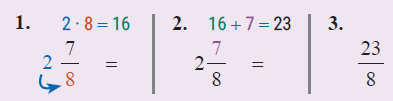 1. 2 · 8 = 16
2 7/8 =
2. 16 + 7 = 23
2 7/8 =
3.
23/8